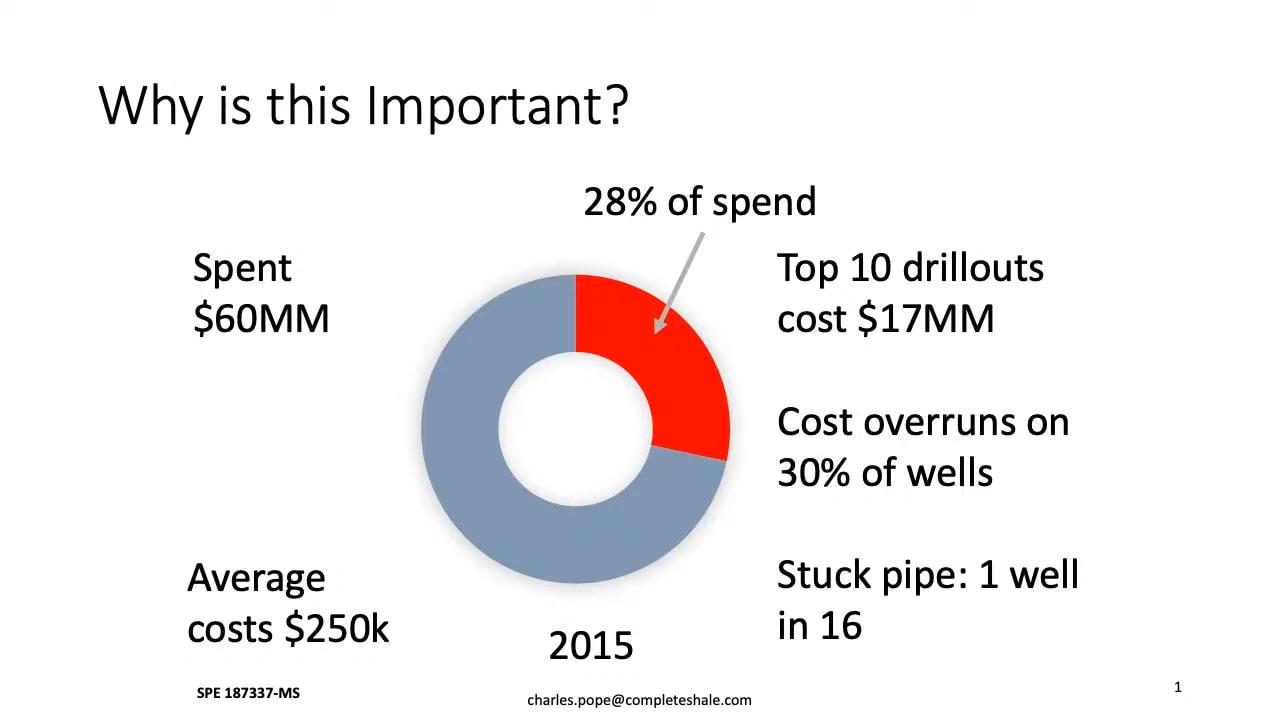 Why is this Important?
28% of spend
Spent
$60MM
Top 10 drillouts
cost $17MM
Cost overruns on
30% of wells
Average
costs $250k
Stuck pipe: 1 well
in 16
2015
SPE 187337-MS
charles.pope@completeshale.com
1